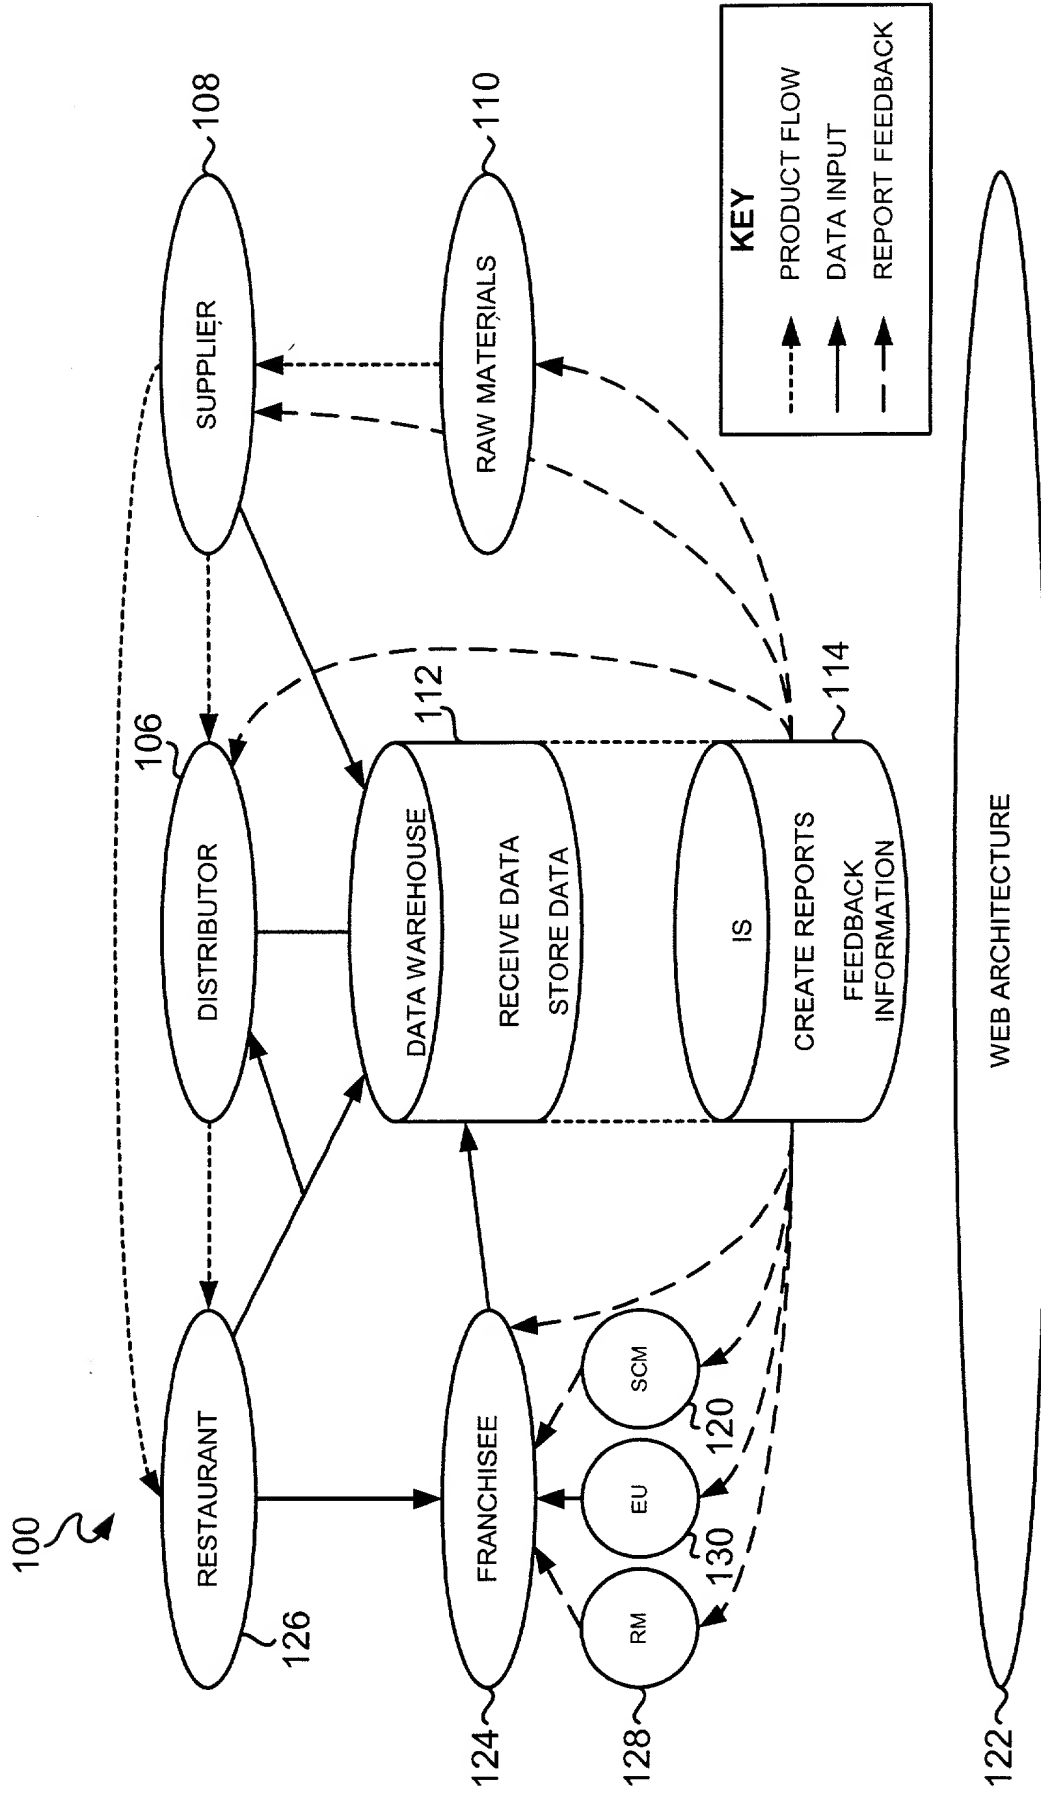 100
126
RESTAURANT
106
DISTRIBUTOR
108
SUPPLIER
124
FRANCHISEE
112
DATA WAREHOUSE
RECEIVE DATA
STORE DATA
RAW MATERIALS
110
128
RM
130
EU
120
SCM
IS
114
CREATE REPORTS
FEEDBACK
INFORMATION
KEY
PRODUCT FLOW
DATA INPUT
REPORT FEEDBACK
122
WEB ARCHITECTURE